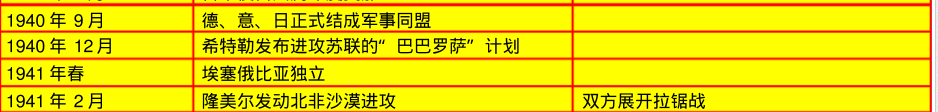 1940 年 9 月 德、意、日正式结成军事同盟
1940 年 12 月 希特勒发布进攻苏联的“ 巴巴罗萨” 计划
1941 年春 埃塞俄比亚独立
1941 年 2 月 隆美尔发动北非沙漠进攻 双方展开拉锯战